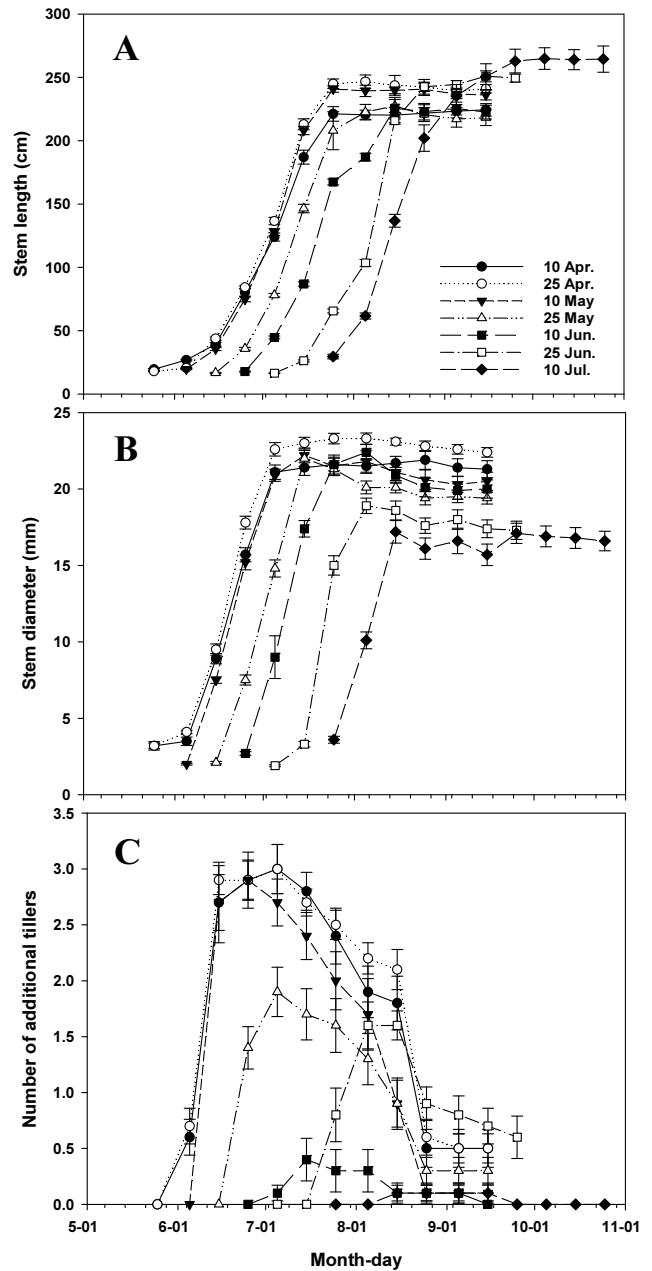 A
Stem length (cm)
300
250
200
150
100
50
0
10 Apr.
25 Apr.
10 May
25 May
10 Jun.
25 Jun.
10 Jul.
B
Stem diameter (mm)
25
20
15
10
5
0
C
Number of additional tillers
3.5
3.0
2.5
2.0
1.5
1.0
0.5
0.0
5-01 6-01 7-01 8-01 9-01 10-01 11-01
Month-day